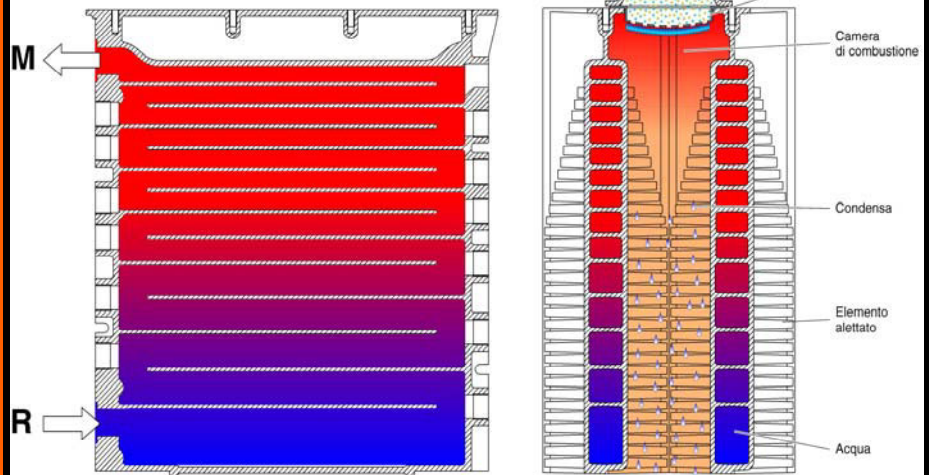 M
R
Camera
di combustione
Condensa
Elemento
alettato
Acqua